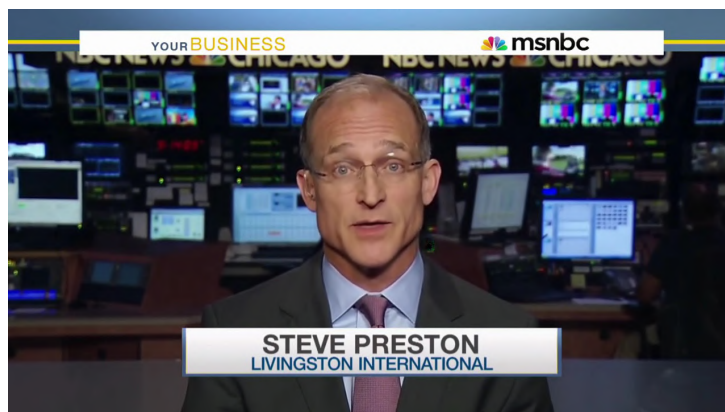 YOUR BUSINESS
msnbc
NBC NEWS CHICAGO NBC NEWS CHICAGO
STEVE PRESTON
LIVINGSTON INTERNATIONAL